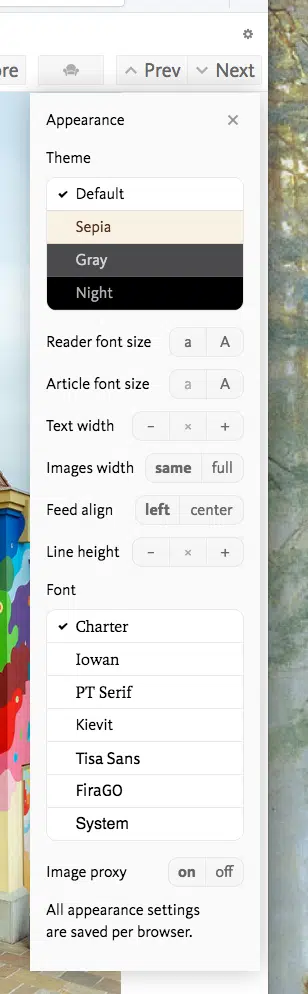 re
Prev
Next
Appearance
Theme
Default
Sepia
Gray
Night
Reader font size a A
Article font size a A
Text width − × +
Images width same full
Feed align left center
Line height − × +
Font
Charter
Iowan
PT Serif
Kievit
Tisa Sans
FiraGO
System
Image proxy on off
All appearance settings
are saved per browser.